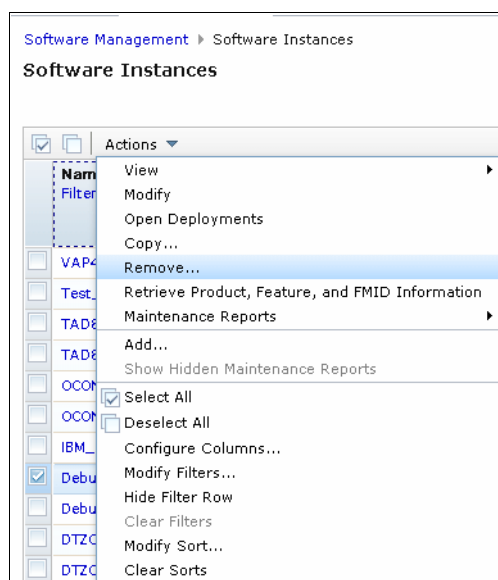 Software Management ▸ Software Instances
Software Instances
Actions
Nam
Filter
View
Modify
Open Deployments
Copy...
Remove...
Retrieve Product, Feature, and FMID Information
Maintenance Reports
Add...
Show Hidden Maintenance Reports
Select All
Deselect All
Configure Columns...
Modify Filters...
Hide Filter Row
Clear Filters
Modify Sort...
Clear Sorts
VAP4
Test_
TAD8
TAD8
OCON
OCON
IBM_
Debu
Debu
DTZC
DTZC